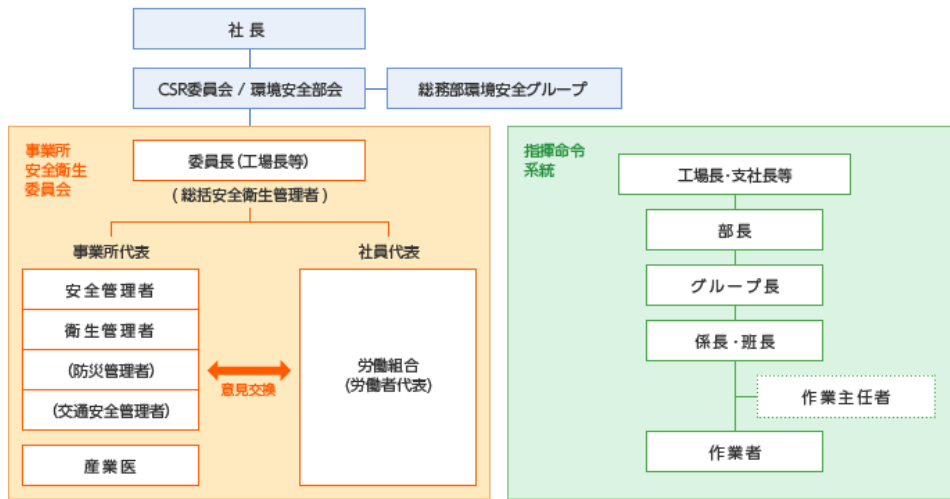 社長
CSR委員会 / 環境安全部会
総務部環境安全グループ
事業所
安全衛生
委員会
委員長(工場長等)
(総括安全衛生管理者)
事業所代表
社員代表
安全管理者
衛生管理者
(防災管理者)
(交通安全管理者)
産業医
意見交換
労働組合
(労働者代表)
指揮命令
系統
工場長・支社長等
部長
グループ長
係長・班長
作業主任者
作業者